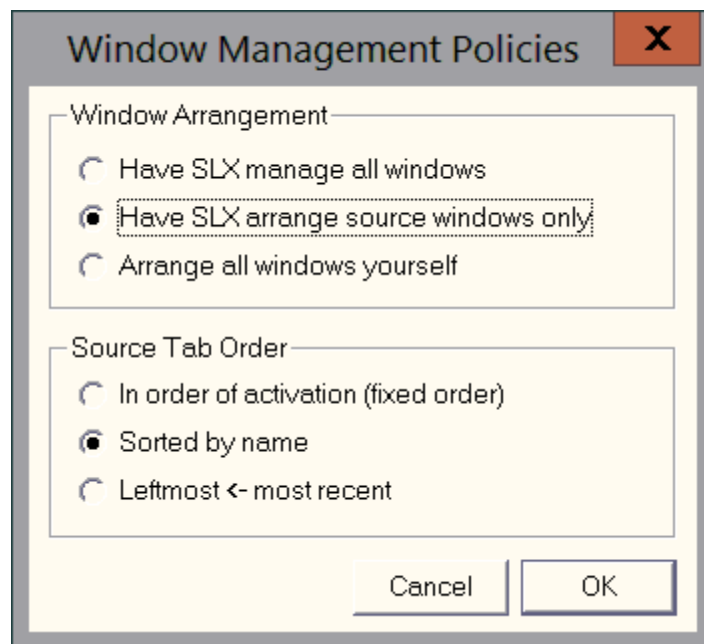 Window Management Policies
X
Window Arrangement
Have SLX manage all windows
Have SLX arrange source windows only
Arrange all windows yourself
Source Tab Order
In order of activation (fixed order)
Sorted by name
Leftmost <- most recent
Cancel OK